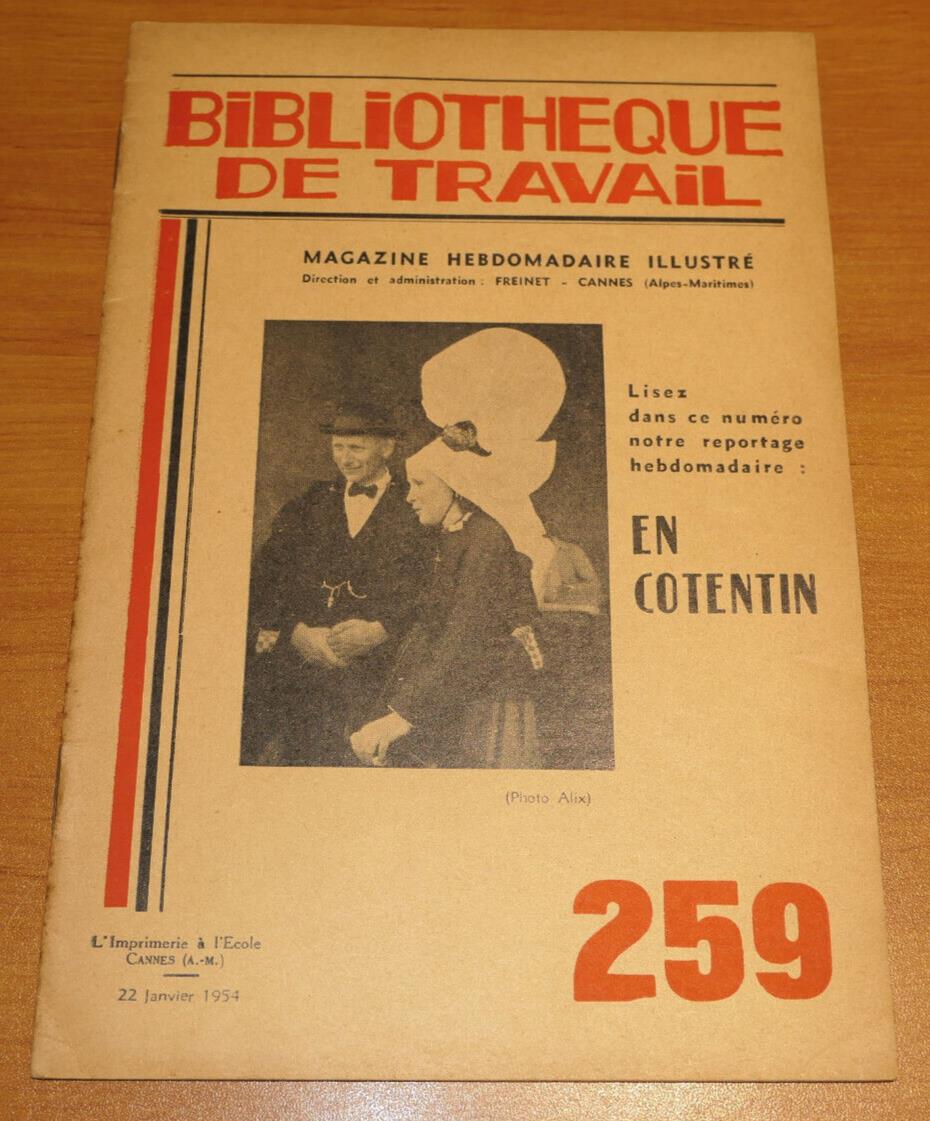 BiBLiOTHEQUE
DE TRAVAiL
MAGAZINE HEBDOMADAIRE ILLUSTRÉ
Direction et administration : FREINET - CANNES (Alpes-Maritimes)
Lisez
dans ce numéro
notre reportage
hebdomadaire :
EN
COTENTIN
(Photo Alix)
259
L'Imprimerie à l'Ecole
CANNES (A.-M.)
22 Janvier 1954